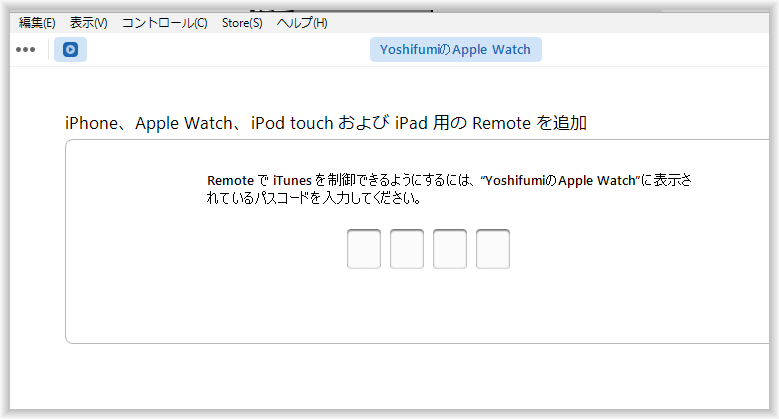 編集(E) 表示(V) コントロール(C) Store(S) ヘルプ(H)
YoshifumiのApple Watch
iPhone、Apple Watch、iPod touch および iPad 用の Remote を追加
Remote で iTunes を制御できるようにするには、“YoshifumiのApple Watch”に表示さ
れているパスコードを入力してください。